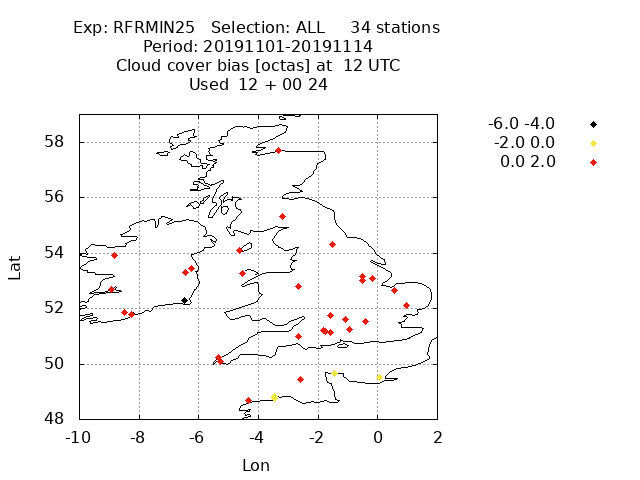 Exp: RFRMIN25 Selection: ALL 34 stations
Period: 20191101-20191114
Cloud cover bias [octas] at 12 UTC
Used 12 + 00 24
-6.0 -4.0
-2.0 0.0
0.0 2.0
58
56
54
52
50
48
Lat
-10 -8 -6 -4 -2 0 2
Lon